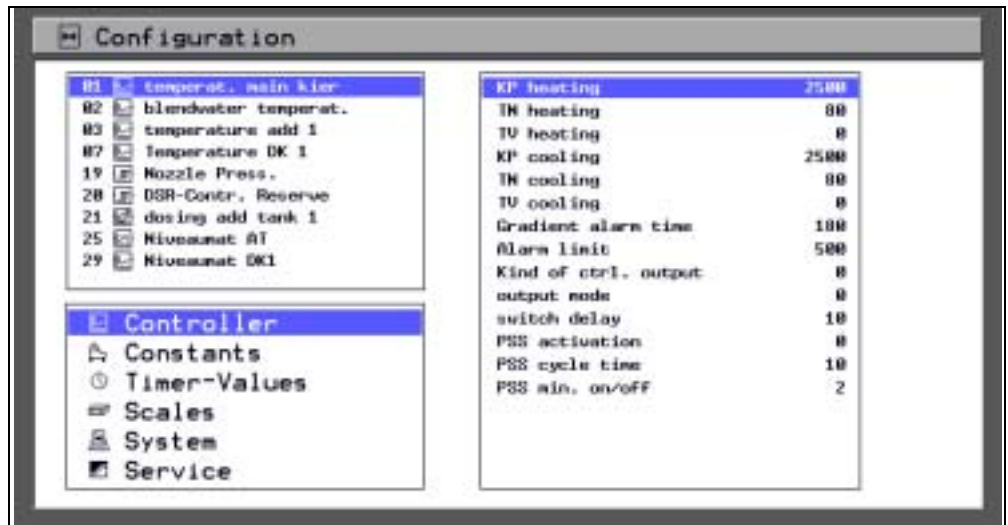 Configuration
01 temperat. main kier
02 blendwater temperat.
03 temperature add 1
07 Temperature DK 1
19 Nozzle Press.
20 DSR-Contr. Reserve
21 dosing add tank 1
25 Niveaumat AT
29 Niveaumat DK1
Controller
Constants
Timer-Values
Scales
System
Service
KP heating 2500
TN heating 80
TV heating 0
KP cooling 2500
TN cooling 80
TV cooling 0
Gradient alarm time 180
Alarm limit 500
Kind of ctrl. output 0
output mode 0
switch delay 10
PSS activation 0
PSS cycle time 10
PSS min. on/off 2